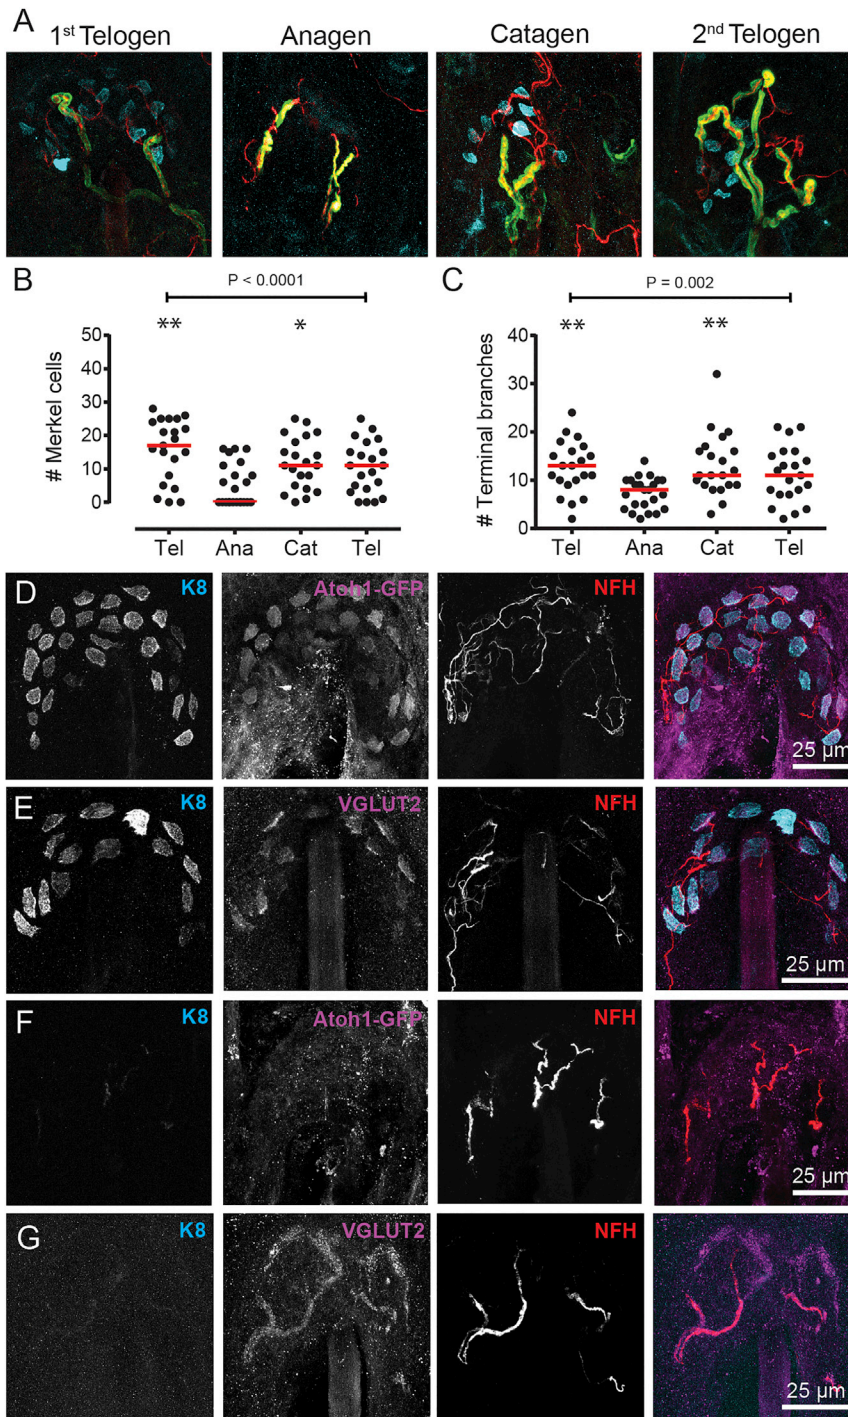 A
1st Telogen
Anagen
Catagen
2nd Telogen
B
P < 0.0001
**
*
# Merkel cells
50
40
30
20
10
0
Tel
Ana
Cat
Tel
C
P = 0.002
**
**
# Terminal branches
40
20
10
0
Tel
Ana
Cat
Tel
D
K8
Atoh1-GFP
NFH
25 µm
E
K8
VGLUT2
NFH
25 µm
F
K8
Atoh1-GFP
NFH
25 µm
G
K8
VGLUT2
NFH
25 µm